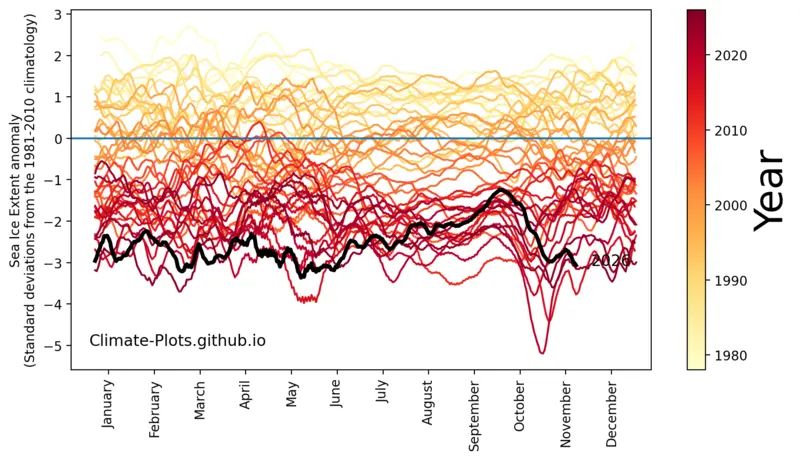 Sea Ice Extent anomaly
(Standard deviations from the 1981-2010 climatology)
3
2
1
0
−1
−2
−3
−4
−5
2026
Climate-Plots.github.io
January
February
March
April
May
June
July
August
September
October
November
December
2020
2010
2000
1990
1980
Year